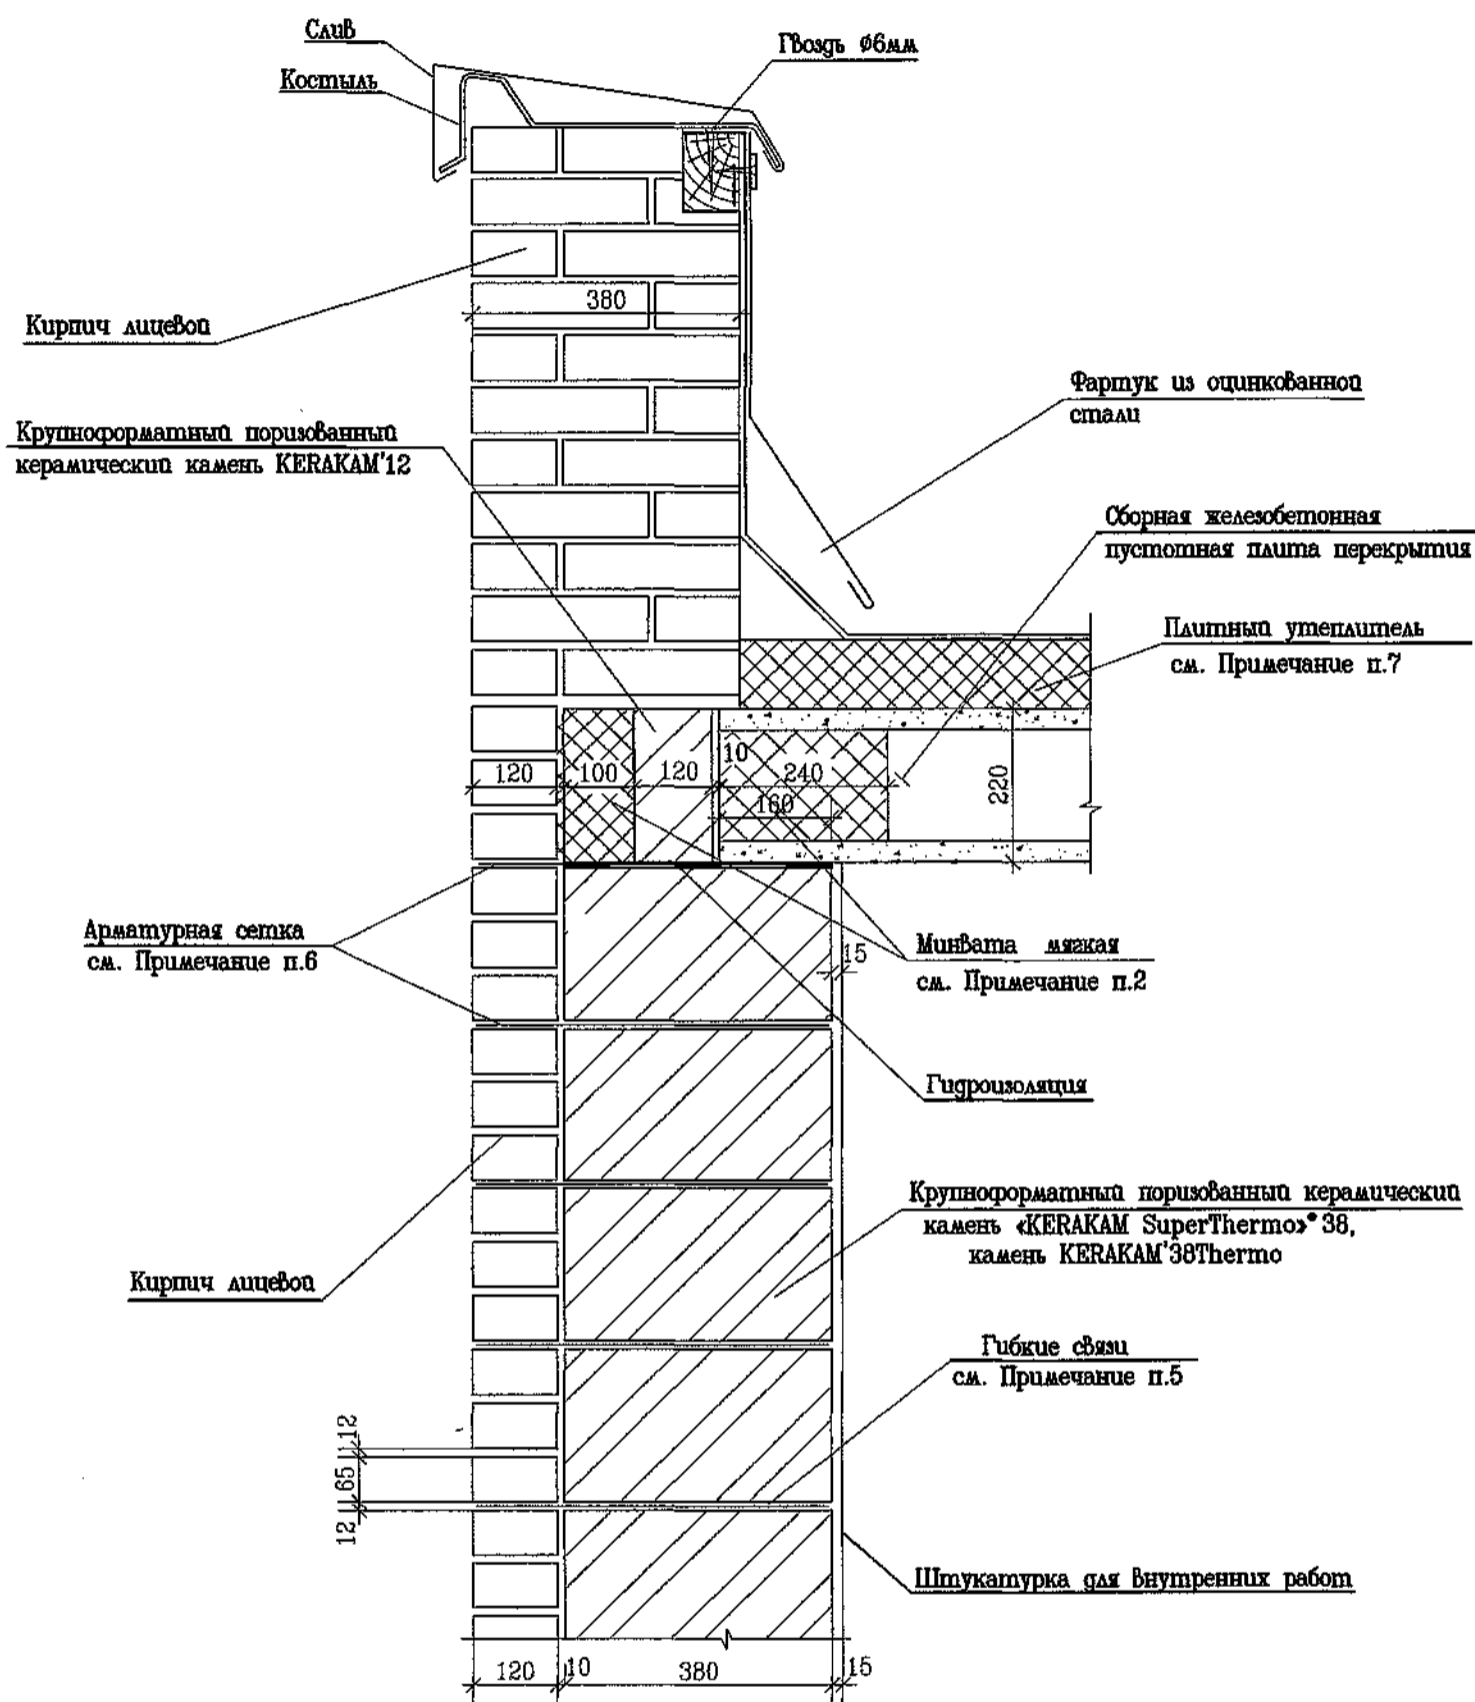 Слив
Гвоздь ϕ6мм
Костыль
380
Кирпич лицевой
Фартук из оцинкованной
стали
Крупноформатный поризованный
керамический камень KERAKAM'12
Сборная железобетонная
пустотная плита перекрытия
Плитный утеплитель
см. Примечание п.7
10
120
100
120
240
160
220
Арматурная сетка
см. Примечание п.6
Минвата мягкая
см. Примечание п.2
15
Гидроизоляция
Крупноформатный поризованный керамический
камень «KERAKAM SuperThermo»® 38,
камень KERAKAM'38Thermo
Кирпич лицевой
Гибкие связи
см. Примечание п.5
12
65
12
Штукатурка для внутренних работ
120
10
380
15